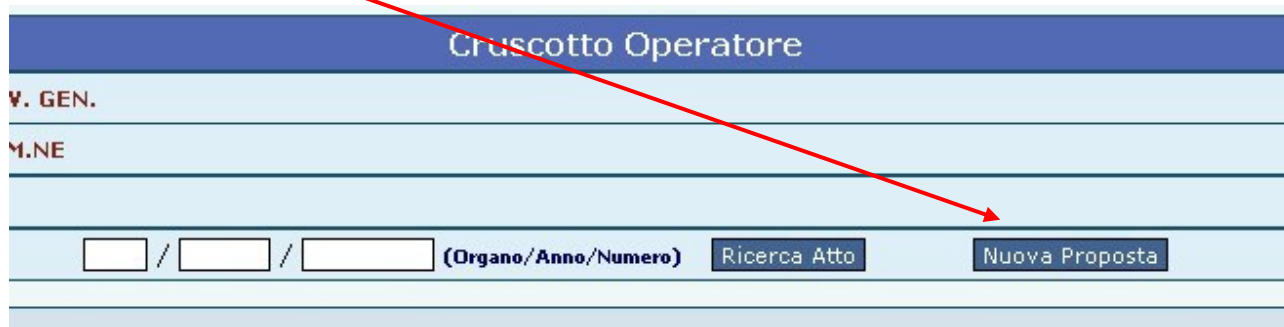 Cruscotto Operatore
V. GEN.
M.NE
/ / (Organo/Anno/Numero) Ricerca Atto Nuova Proposta